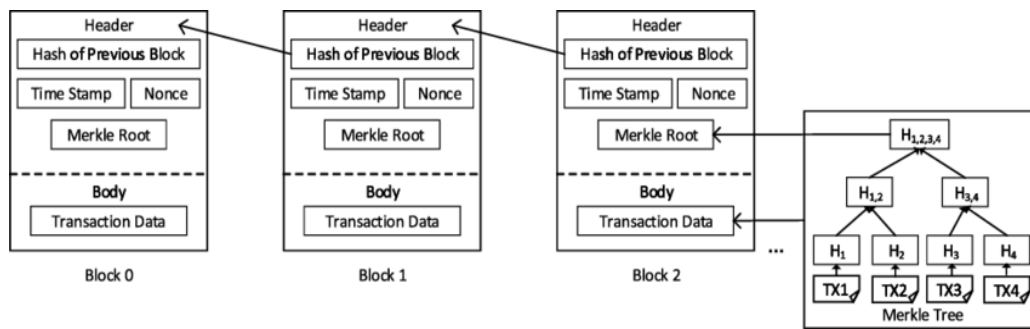 Header
Hash of Previous Block
Time Stamp
Nonce
Merkle Root
Body
Transaction Data
Block 0
Header
Hash of Previous Block
Time Stamp
Nonce
Merkle Root
Body
Transaction Data
Block 1
Header
Hash of Previous Block
Time Stamp
Nonce
Merkle Root
Body
Transaction Data
Block 2
...
H1,2,3,4
H1,2
H3,4
H1
H2
H3
H4
TX1
TX2
TX3
TX4
Merkle Tree